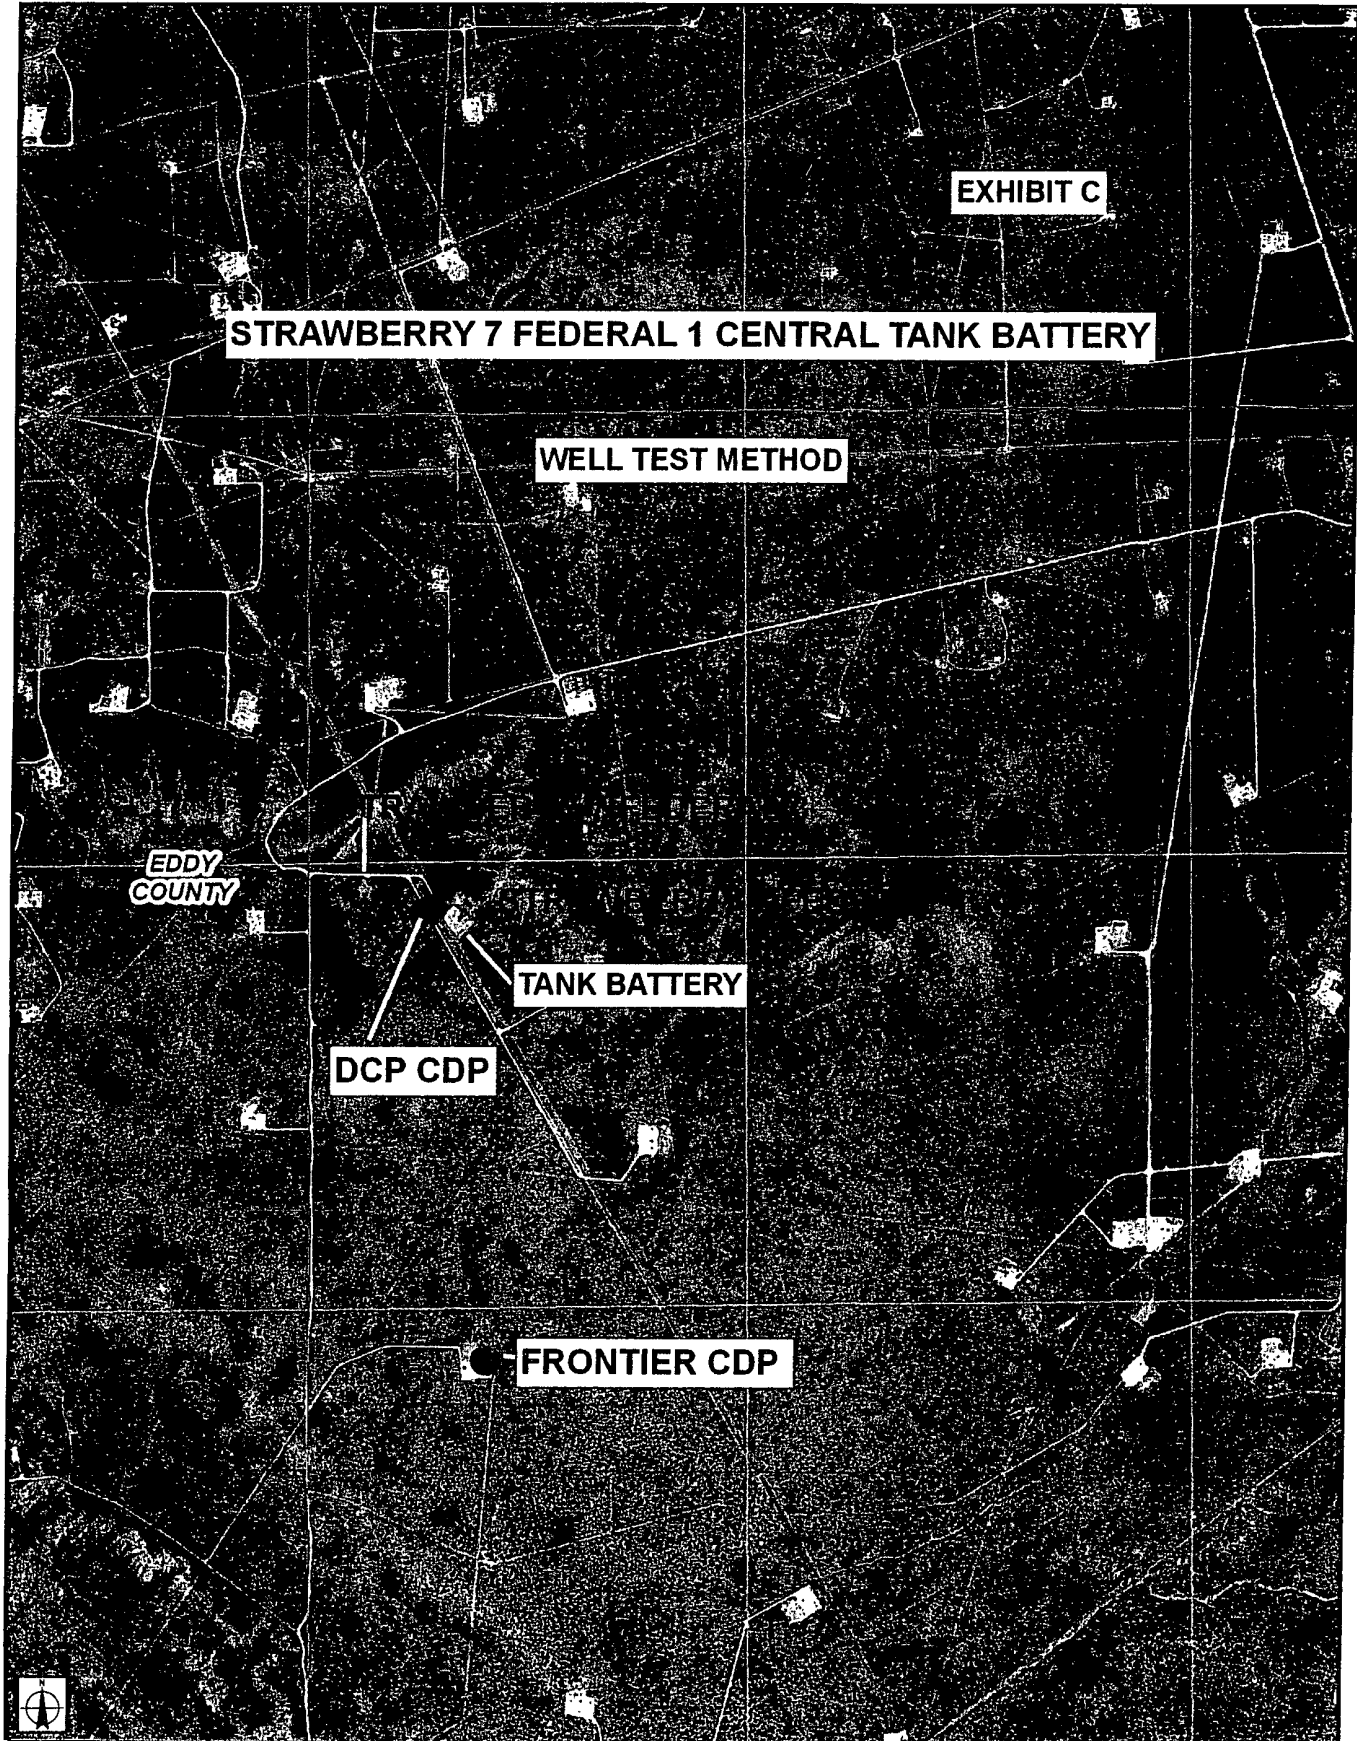 EXHIBIT C
STRAWBERRY 7 FEDERAL 1 CENTRAL TANK BATTERY
WELL TEST METHOD
EDDY
COUNTY
TANK BATTERY
DCP CDP
FRONTIER CDP
N